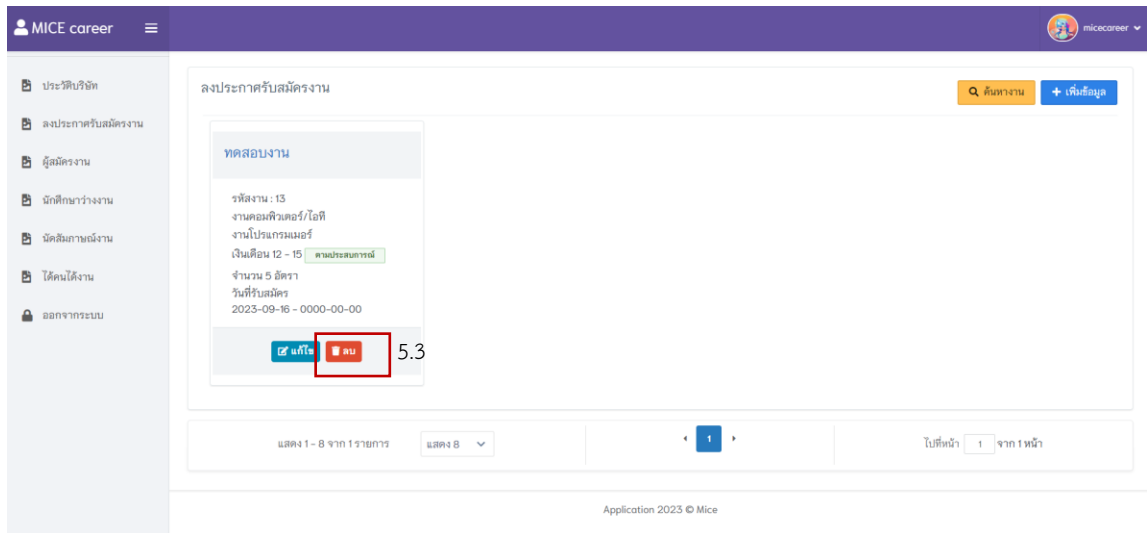 MICE career
micecareer
ประวัติบริษัท
ลงประกาศรับสมัครงาน
ผู้สมัครงาน
นักศึกษาว่างงาน
นัดสัมภาษณ์งาน
ได้คนได้งาน
ออกจากระบบ
ลงประกาศรับสมัครงาน
ค้นหางาน
+ เพิ่มข้อมูล
ทดสอบงาน
รหัสงาน : 13
งานคอมพิวเตอร์/ไอที
งานโปรแกรมเมอร์
เงินเดือน 12 - 15 ตามประสบการณ์
จำนวน 5 อัตรา
วันที่รับสมัคร
2023-09-16 - 0000-00-00
แก้ไข ลบ 5.3
แสดง 1 - 8 จาก 1 รายการ แสดง 8 1 ไปที่หน้า 1 จาก 1 หน้า
Application 2023 © Mice